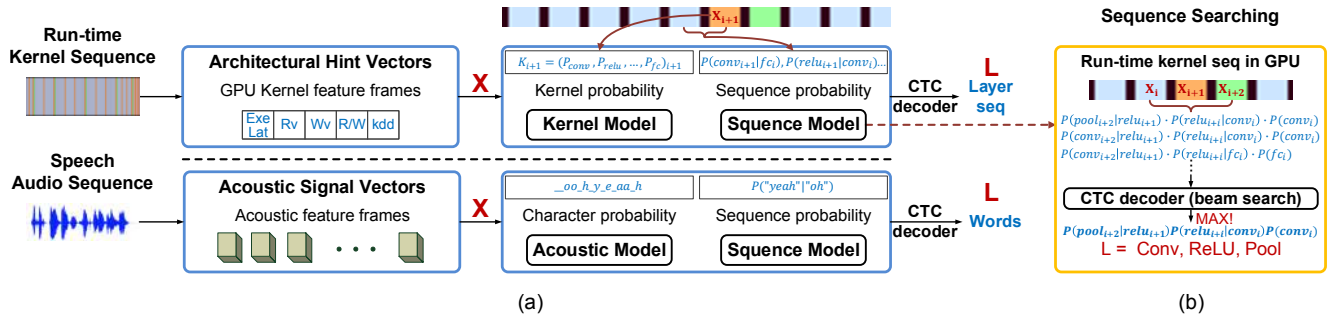 Run-time
Kernel Sequence
Architectural Hint Vectors
GPU Kernel feature frames
Exe Lat Rv Wv R/W kdd
X
X_{i+1}
K_{i+1} = (P_{conv}, P_{relu}, ..., P_{fc})_{i+1}
P(conv_{i+1}|fc_i), P(relu_{i+1}|conv_i)...
Kernel probability
Sequence probability
Kernel Model
Squence Model
CTC
decoder
L
Layer
seq
Speech
Audio Sequence
Acoustic Signal Vectors
Acoustic feature frames
X
__oo_h_y_e_aa_h
P("yeah"|"oh")
Character probability
Sequence probability
Acoustic Model
Squence Model
CTC
decoder
L
Words
(a)
Sequence Searching
Run-time kernel seq in GPU
X_i X_{i+1} X_{i+2}
P(pool_{i+2}|relu_{i+1}) · P(relu_{i+i}|conv_i) · P(conv_i)
P(conv_{i+2}|relu_{i+1}) · P(relu_{i+i}|conv_i) · P(conv_i)
P(conv_{i+2}|relu_{i+1}) · P(relu_{i+i}|fc_i) · P(fc_i)
CTC decoder (beam search)
MAX!
P(pool_{i+2}|relu_{i+1})P(relu_{i+i}|conv_i)P(conv_i)
L = Conv, ReLU, Pool
(b)